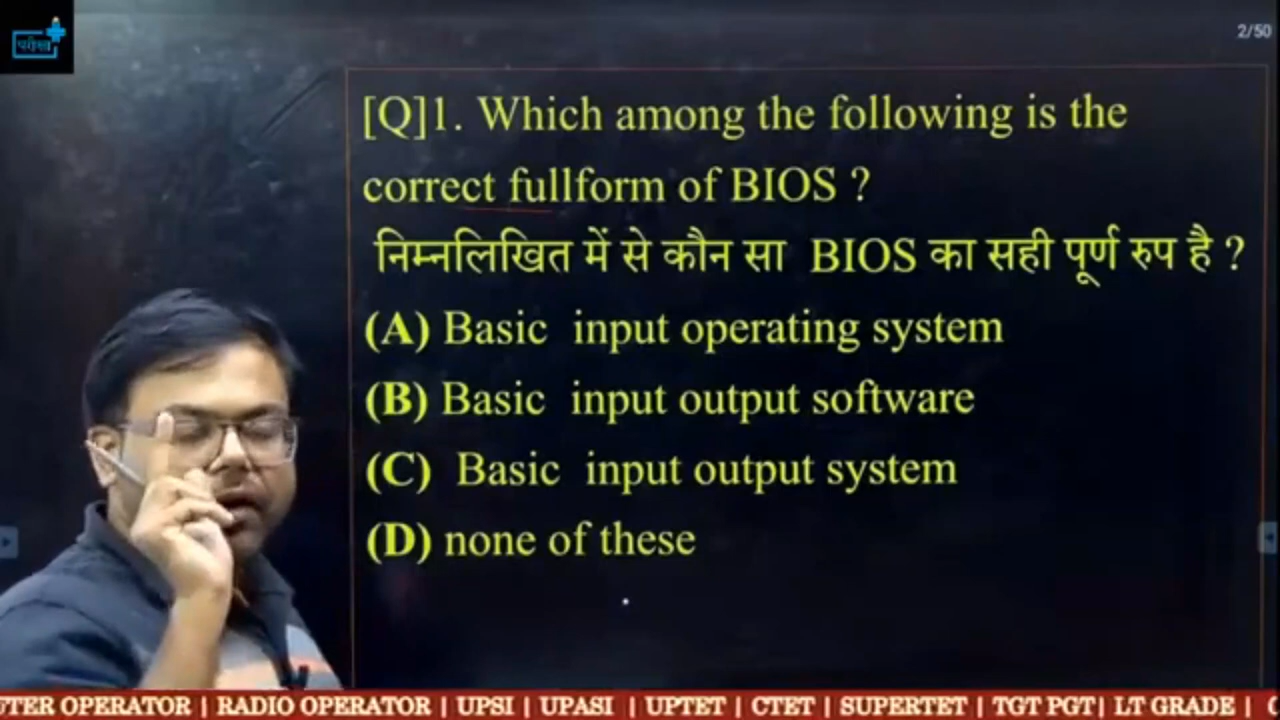 परीक्षा
2/50
[Q]1. Which among the following is the
correct fullform of BIOS ?
निम्नलिखित में से कौन सा BIOS का सही पूर्ण रुप है ?
(A) Basic input operating system
(B) Basic input output software
(C) Basic input output system
(D) none of these
OPERATOR | RADIO OPERATOR | UPSI | UPASI | UPTET | CTET | SUPERTET | TGT PGT | LT GRADE |